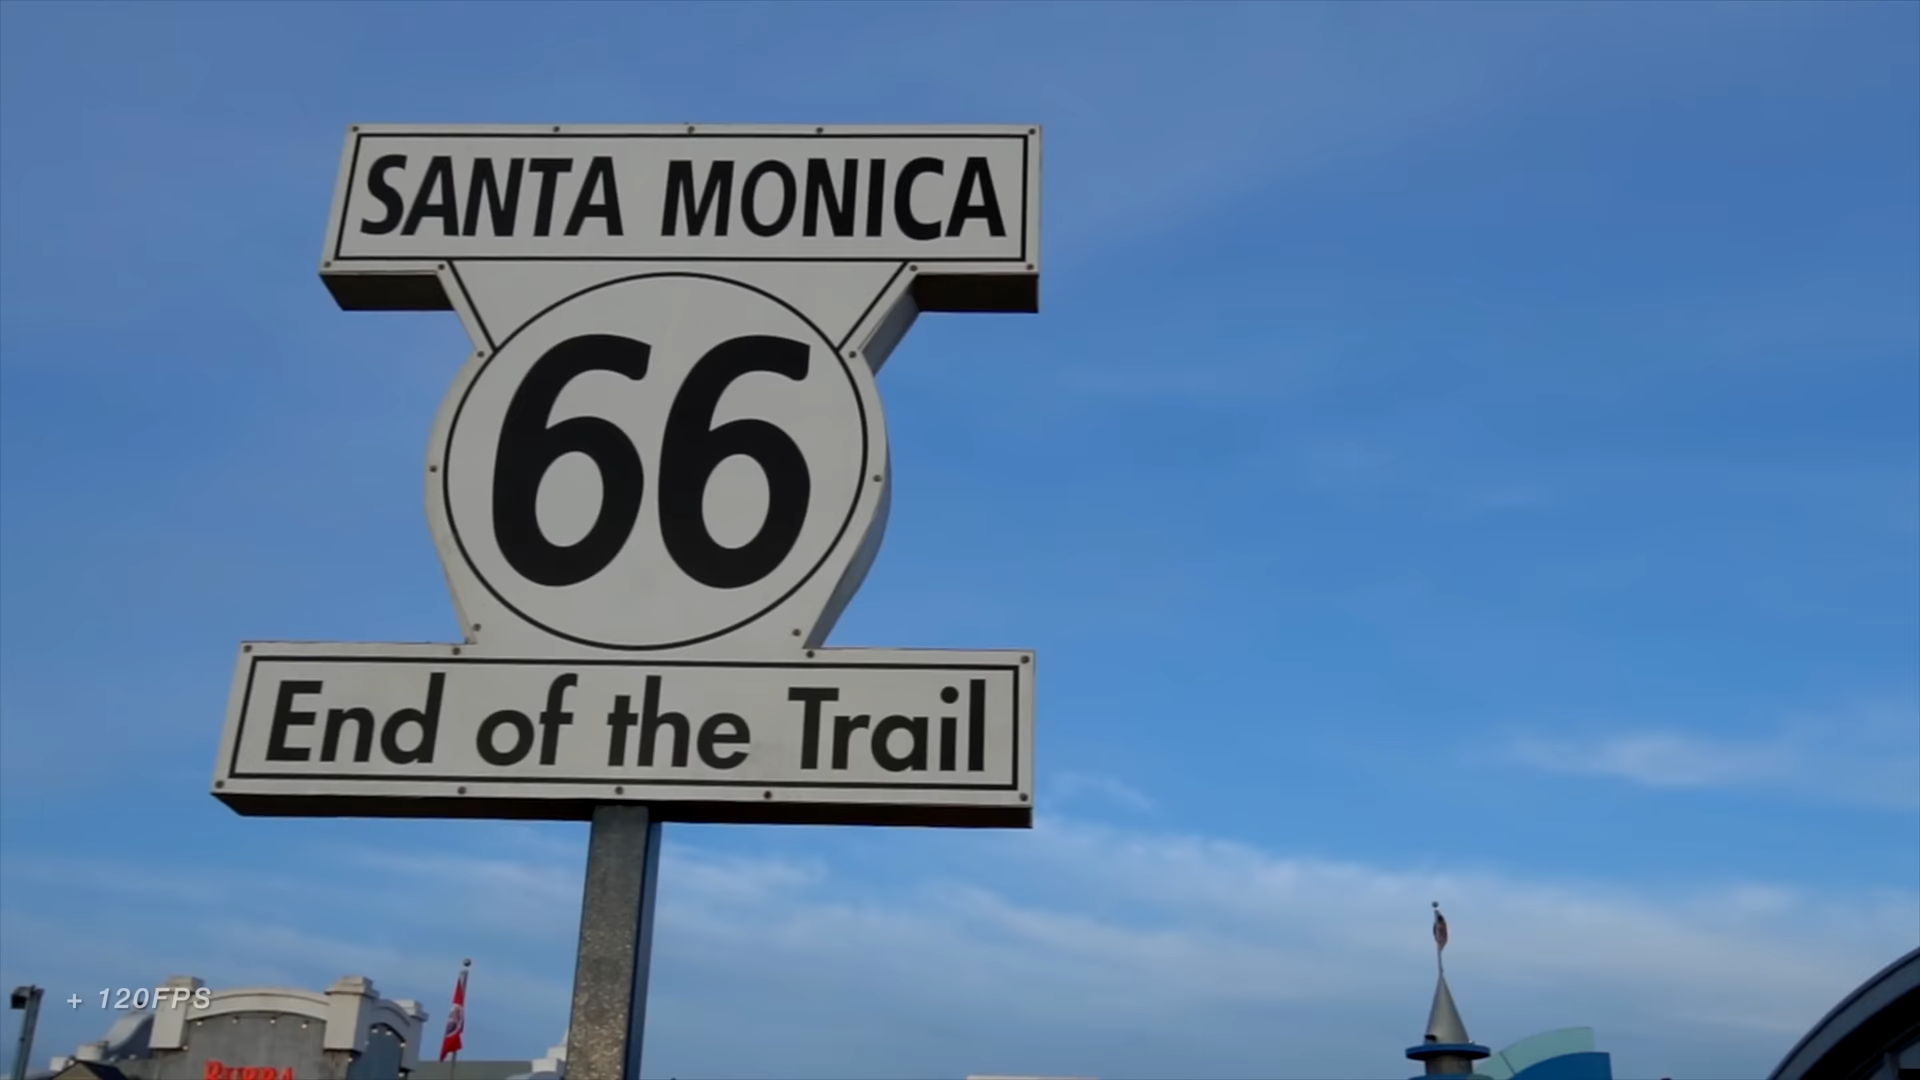 SANTA MONICA
66
End of the Trail
+ 120FPS